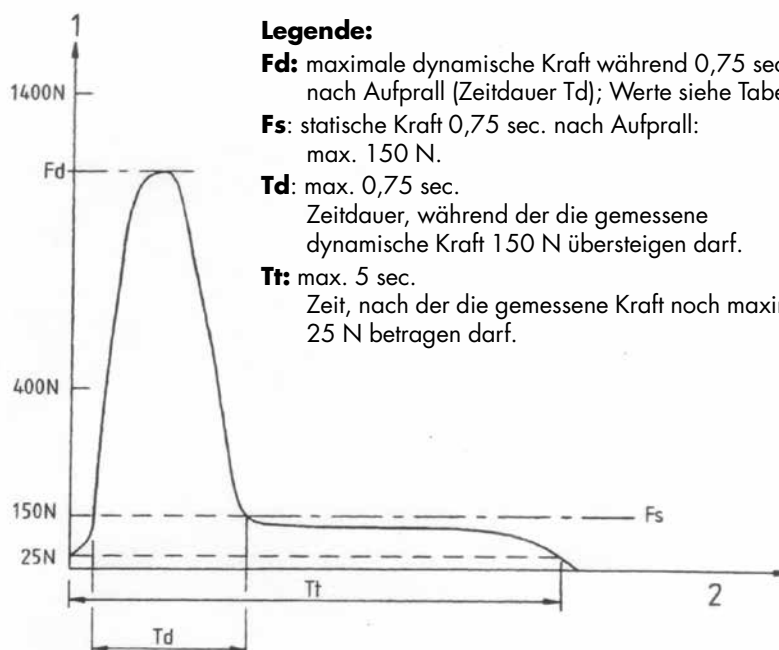 1
Legende:
Fd: maximale dynamische Kraft während 0,75 sec
nach Aufprall (Zeitdauer Td); Werte siehe Tabe
Fs: statische Kraft 0,75 sec. nach Aufprall:
max. 150 N.
Td: max. 0,75 sec.
Zeitdauer, während der die gemessene
dynamische Kraft 150 N übersteigen darf.
Tt: max. 5 sec.
Zeit, nach der die gemessene Kraft noch maxi
25 N betragen darf.
1400N
Fd
400N
150N
Fs
25N
Tt
2
Td